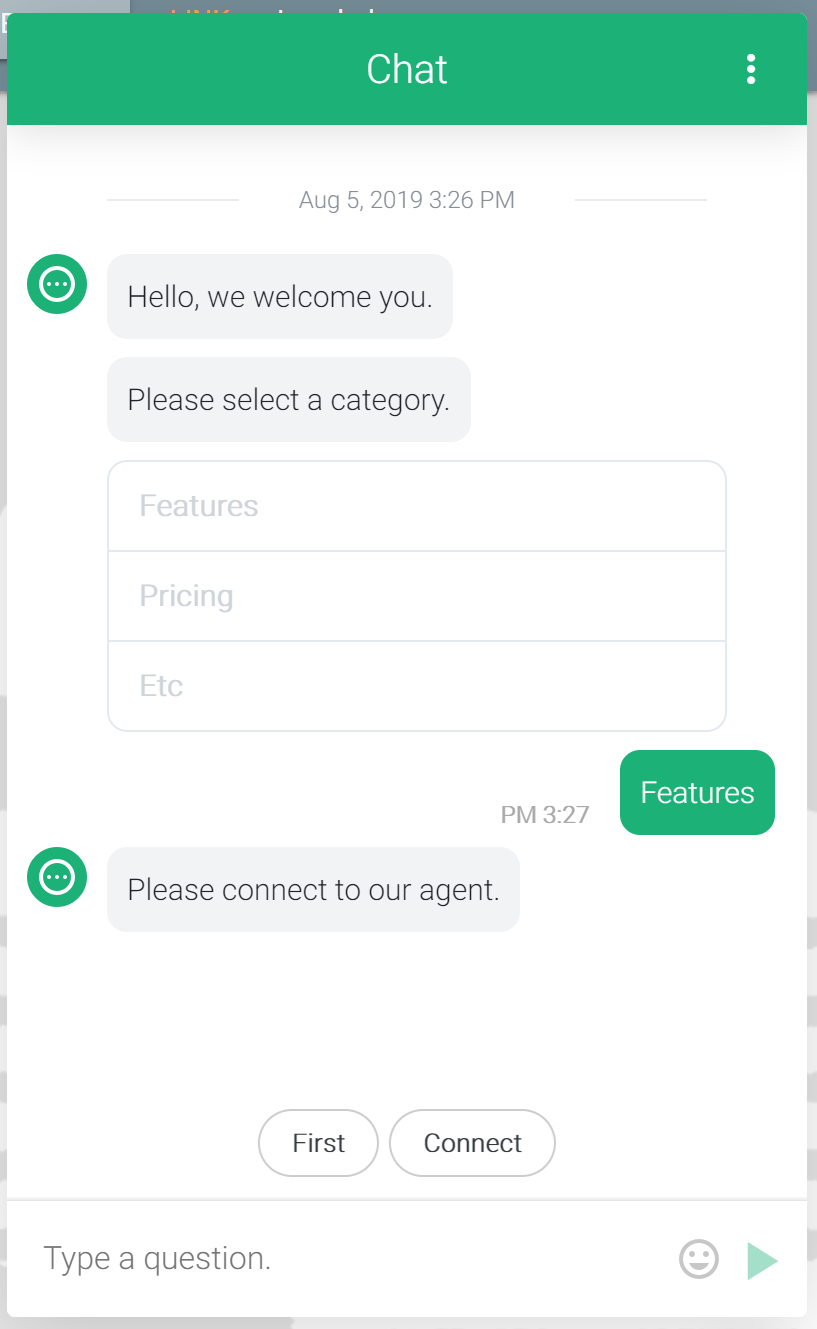 Chat
Aug 5, 2019 3:26 PM
Hello, we welcome you.
Please select a category.
Features
Pricing
Etc
Features
PM 3:27
Please connect to our agent.
First
Connect
Type a question.